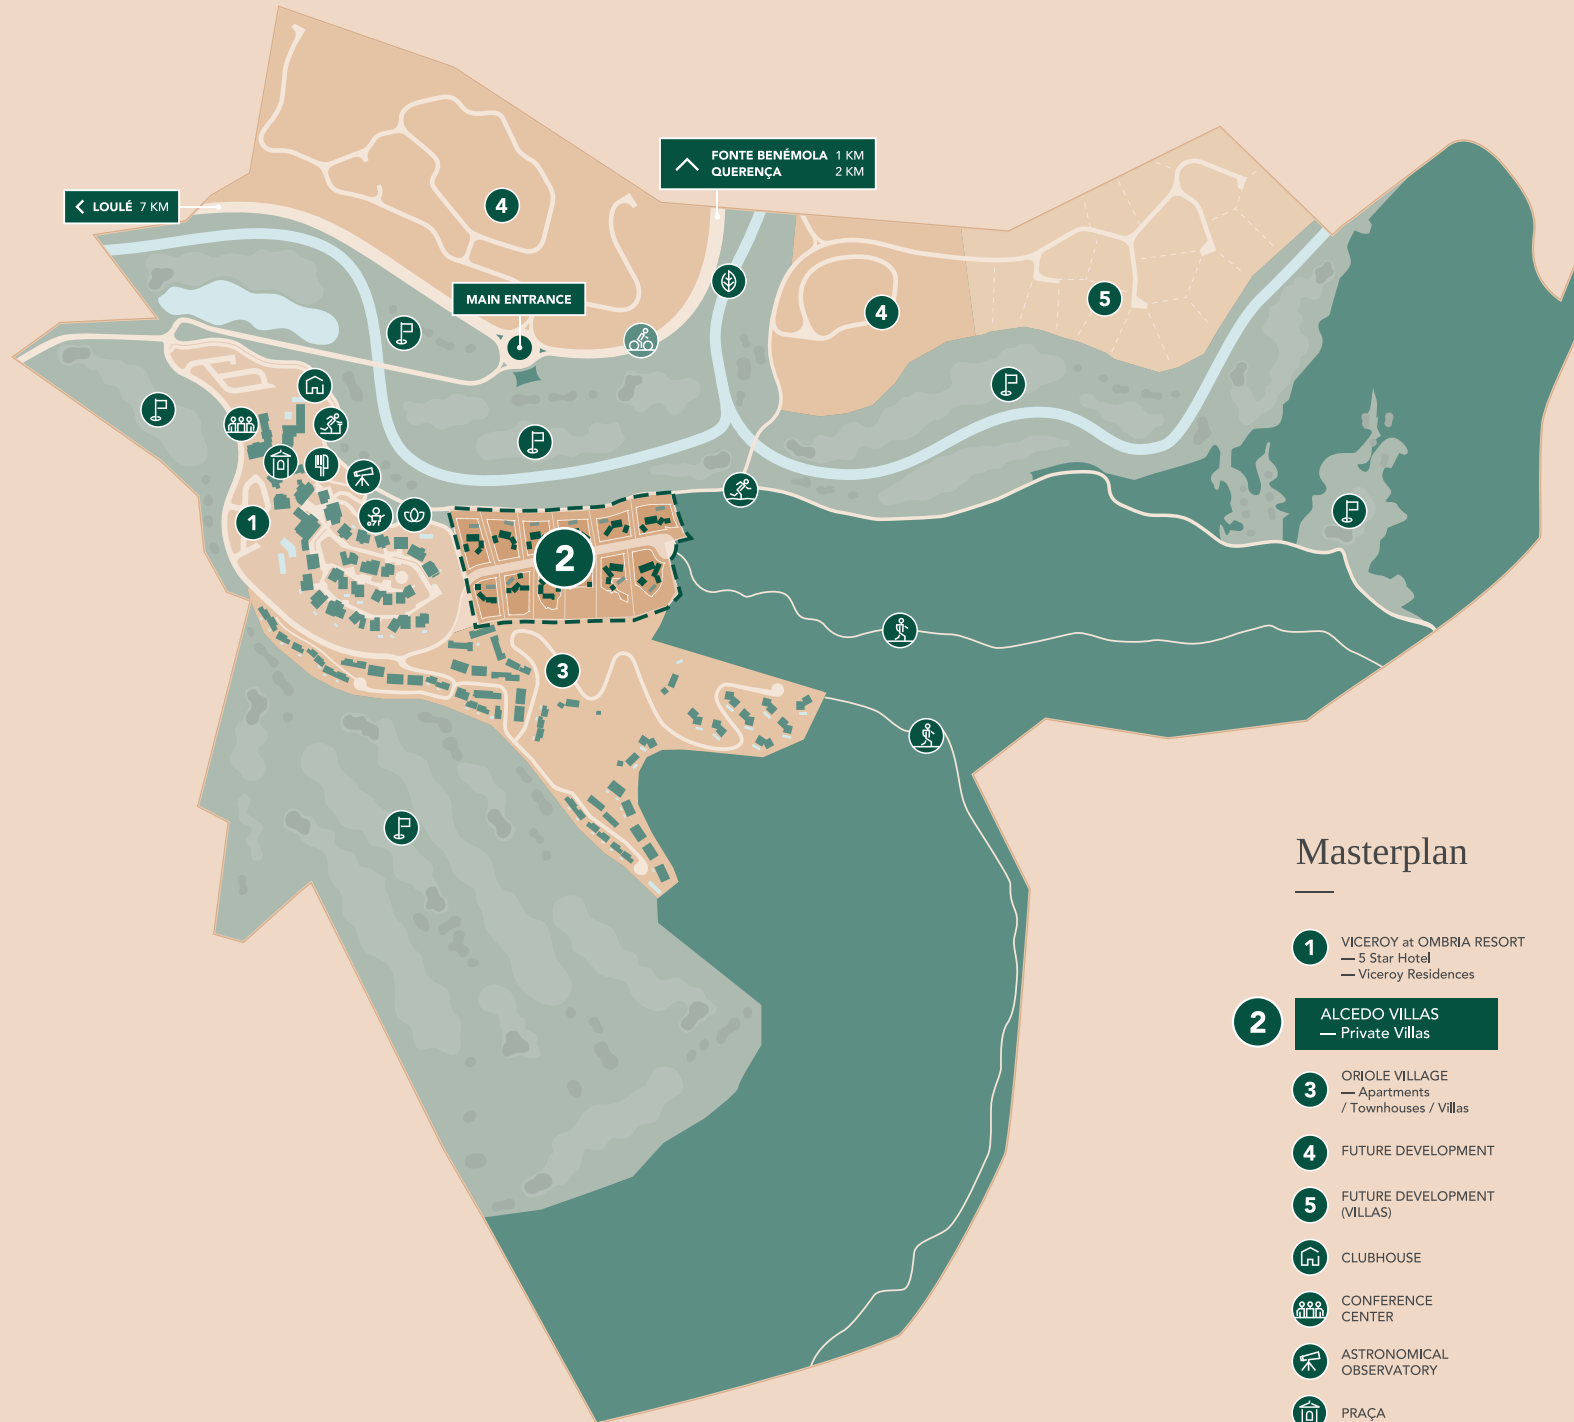 FONTE BENÉMOLA 1 KM
QUERENÇA 2 KM
LOULÉ 7 KM
4
MAIN ENTRANCE
5
4
1
2
3
Masterplan
1 VICEROY at OMBRIA RESORT
— 5 Star Hotel
— Viceroy Residences
2 ALCEDO VILLAS
— Private Villas
3 ORIOLE VILLAGE
— Apartments
/ Townhouses / Villas
4 FUTURE DEVELOPMENT
5 FUTURE DEVELOPMENT
(VILLAS)
CLUBHOUSE
CONFERENCE
CENTER
ASTRONOMICAL
OBSERVATORY
PRAÇA